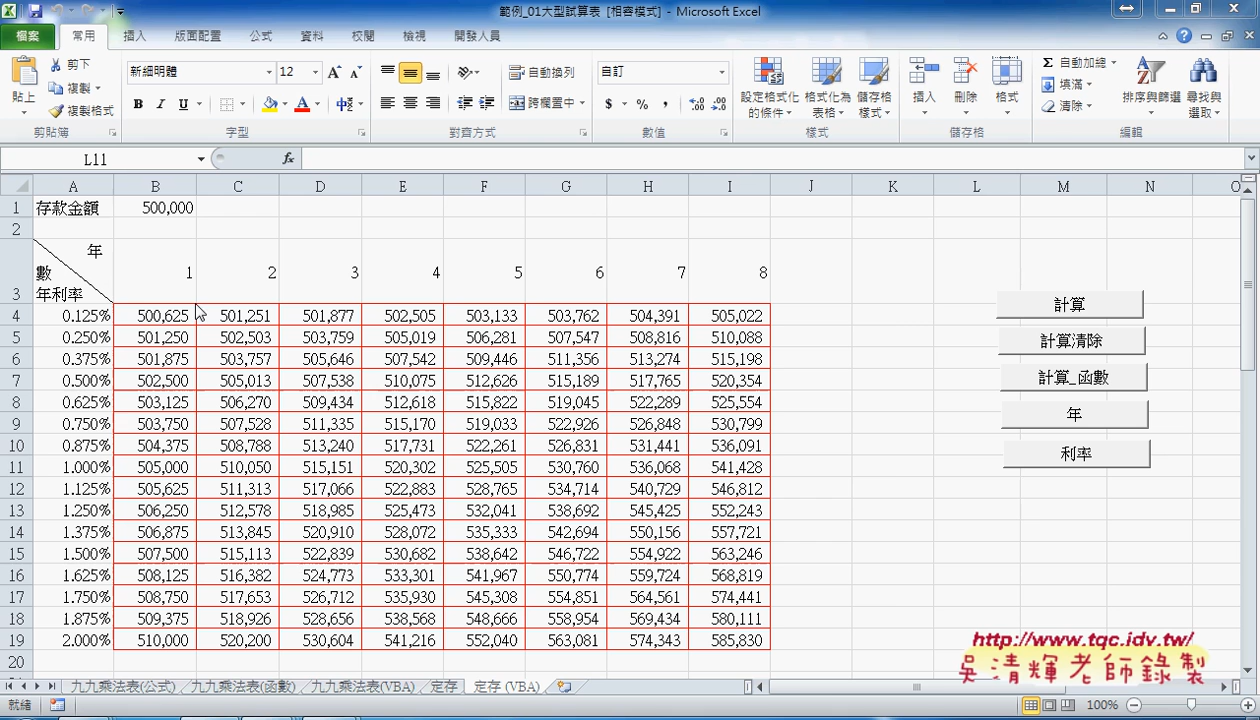 範例_01大型試算表 [相容模式] - Microsoft Excel
檔案 常用 插入 版面配置 公式 資料 校閱 檢視 開發人員
貼上 剪下 複製 複製格式 新細明體 12 自動換列 跨欄置中 自訂 設定格式化的條件 格式化為表格 儲存格樣式 插入 刪除 格式 自動加總 填滿 清除 排序與篩選 尋找與選取
剪貼簿 字型 對齊方式 數值 樣式 儲存格 編輯
L11 fx
A B C D E F G H I J K L M N O
1 存款金額 500,000
2
年
數 1 2 3 4 5 6 7 8
3 年利率
4 0.125% 500,625 501,251 501,877 502,505 503,133 503,762 504,391 505,022
5 0.250% 501,250 502,503 503,759 505,019 506,281 507,547 508,816 510,088
6 0.375% 501,875 503,757 505,646 507,542 509,446 511,356 513,274 515,198
7 0.500% 502,500 505,013 507,538 510,075 512,626 515,189 517,765 520,354
8 0.625% 503,125 506,270 509,434 512,618 515,822 519,045 522,289 525,554
9 0.750% 503,750 507,528 511,335 515,170 519,033 522,926 526,848 530,799
10 0.875% 504,375 508,788 513,240 517,731 522,261 526,831 531,441 536,091
11 1.000% 505,000 510,050 515,151 520,302 525,505 530,760 536,068 541,428
12 1.125% 505,625 511,313 517,066 522,883 528,765 534,714 540,729 546,812
13 1.250% 506,250 512,578 518,985 525,473 532,041 538,692 545,425 552,243
14 1.375% 506,875 513,845 520,910 528,072 535,333 542,694 550,156 557,721
15 1.500% 507,500 515,113 522,839 530,682 538,642 546,722 554,922 563,246
16 1.625% 508,125 516,382 524,773 533,301 541,967 550,774 559,724 568,819
17 1.750% 508,750 517,653 526,712 535,930 545,308 554,851 564,561 574,441
18 1.875% 509,375 518,926 528,656 538,568 548,666 558,954 569,434 580,111
19 2.000% 510,000 520,200 530,604 541,216 552,040 563,081 574,343 585,830
20
計算
計算清除
計算_函數
年
利率
http://www.tqc.idv.tw/
吳清輝老師錄製
九九乘法表(公式) 九九乘法表(函數) 九九乘法表(VBA) 定存 定存 (VBA)
就緒 100%